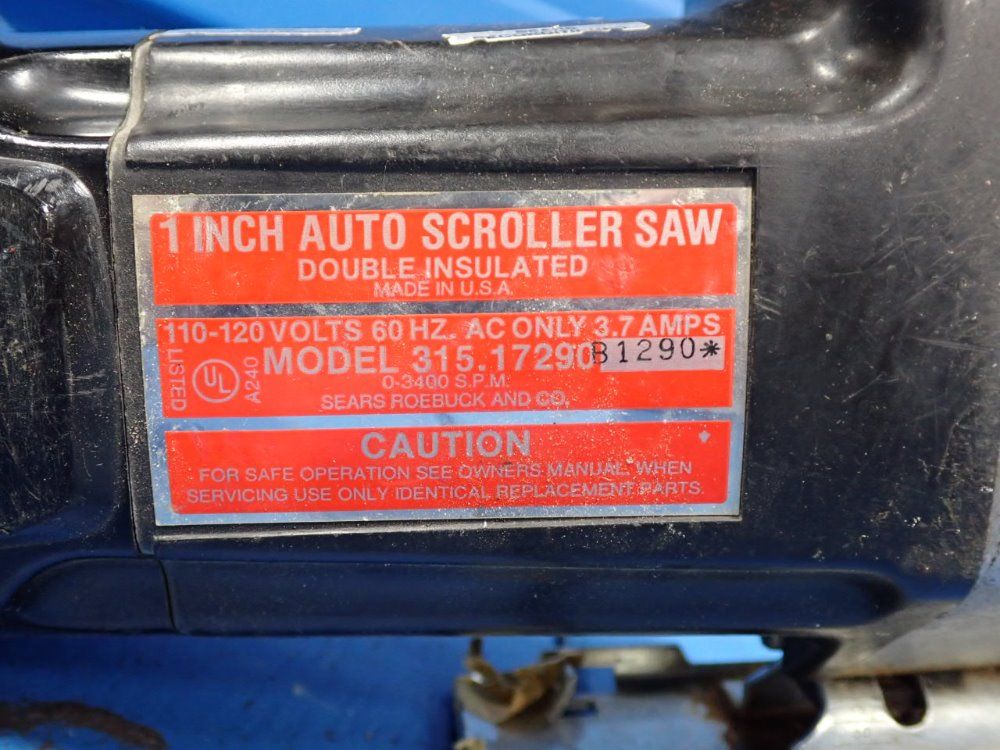 1 INCH AUTO SCROLLER SAW
DOUBLE INSULATED
MADE IN U.S.A.
110-120 VOLTS 60 HZ. AC ONLY 3.7 AMPS
LISTED UL A240
MODEL 315.17290 B1290*
0-3400 S.P.M.
SEARS ROEBUCK AND CO.
CAUTION
FOR SAFE OPERATION SEE OWNERS MANUAL. WHEN
SERVICING USE ONLY IDENTICAL REPLACEMENT PARTS.